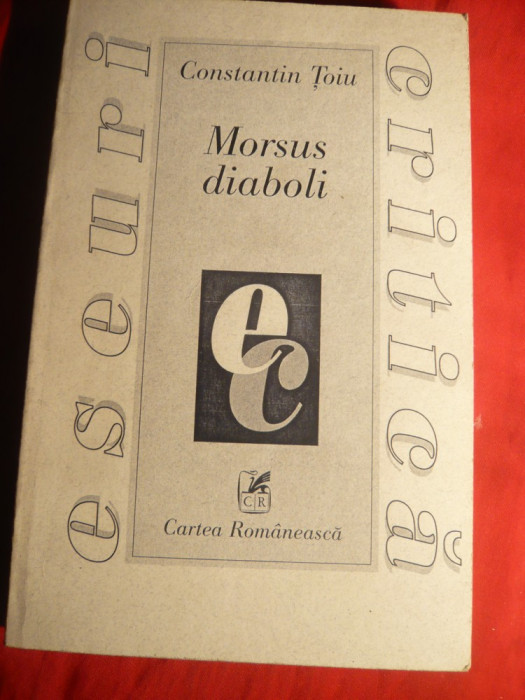 eseuri
critică
Constantin Țoiu
Morsus
diaboli
ec
CR
Cartea Românească